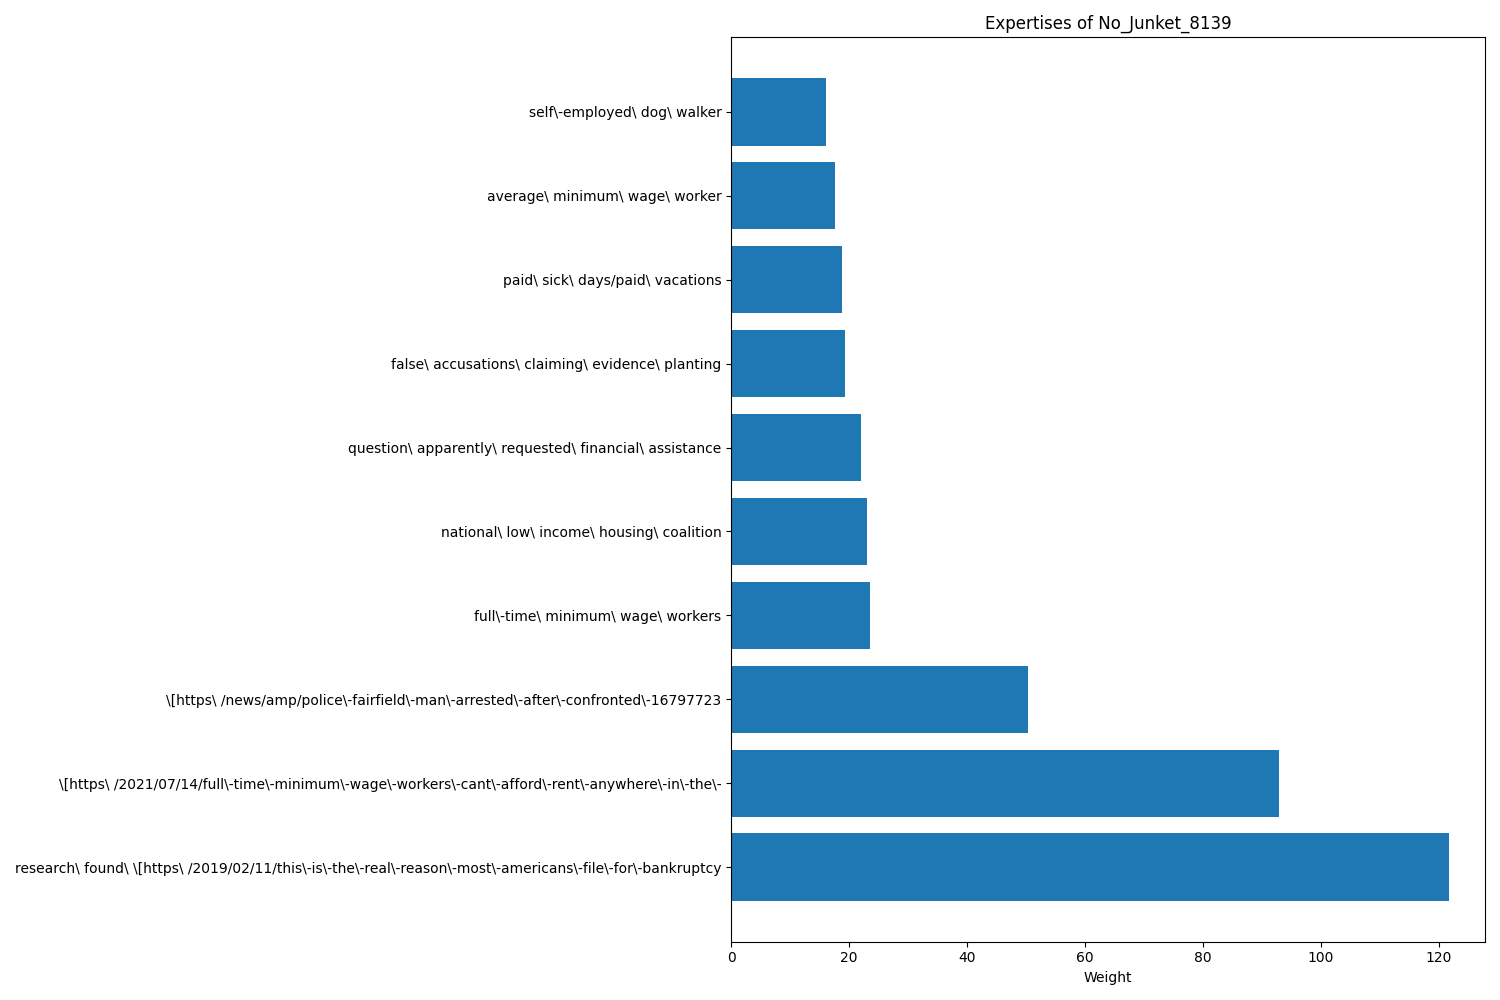 Expertises of No_Junket_8139
self\-employed\ dog\ walker
average\ minimum\ wage\ worker
paid\ sick\ days/paid\ vacations
false\ accusations\ claiming\ evidence\ planting
question\ apparently\ requested\ financial\ assistance
national\ low\ income\ housing\ coalition
full\-time\ minimum\ wage\ workers
\[https\ /news/amp/police\-fairfield\-man\-arrested\-after\-confronted\-16797723
\[https\ /2021/07/14/full\-time\-minimum\-wage\-workers\-cant\-afford\-rent\-anywhere\-in\-the\-
research\ found\ \[https\ /2019/02/11/this\-is\-the\-real\-reason\-most\-americans\-file\-for\-bankruptcy
0 20 40 60 80 100 120
Weight